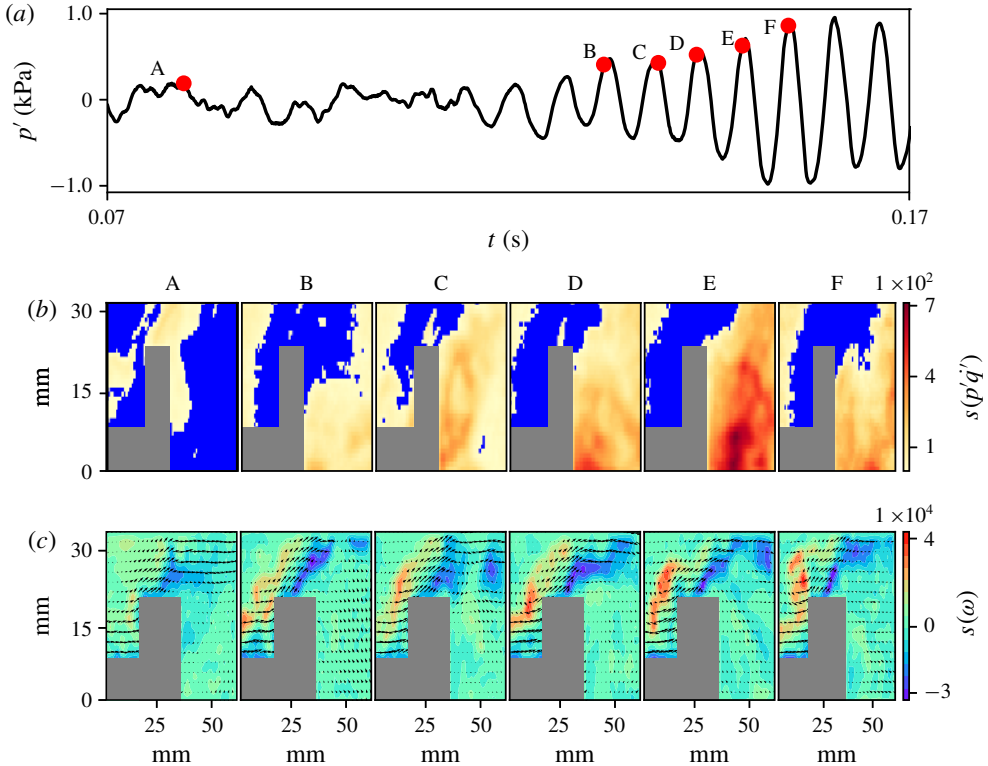 (a)
1.0
0
−1.0
p′ (kPa)
A
B
C
D
E
F
0.07
0.17
t (s)
A
B
C
D
E
F
1 ×10²
(b)
30
15
0
mm
7
4
1
s(p′q̇′)
(c)
30
15
0
mm
1 ×10⁴
4
0
−3
s(ω)
25 50
25 50
25 50
25 50
25 50
25 50
mm
mm
mm
mm
mm
mm